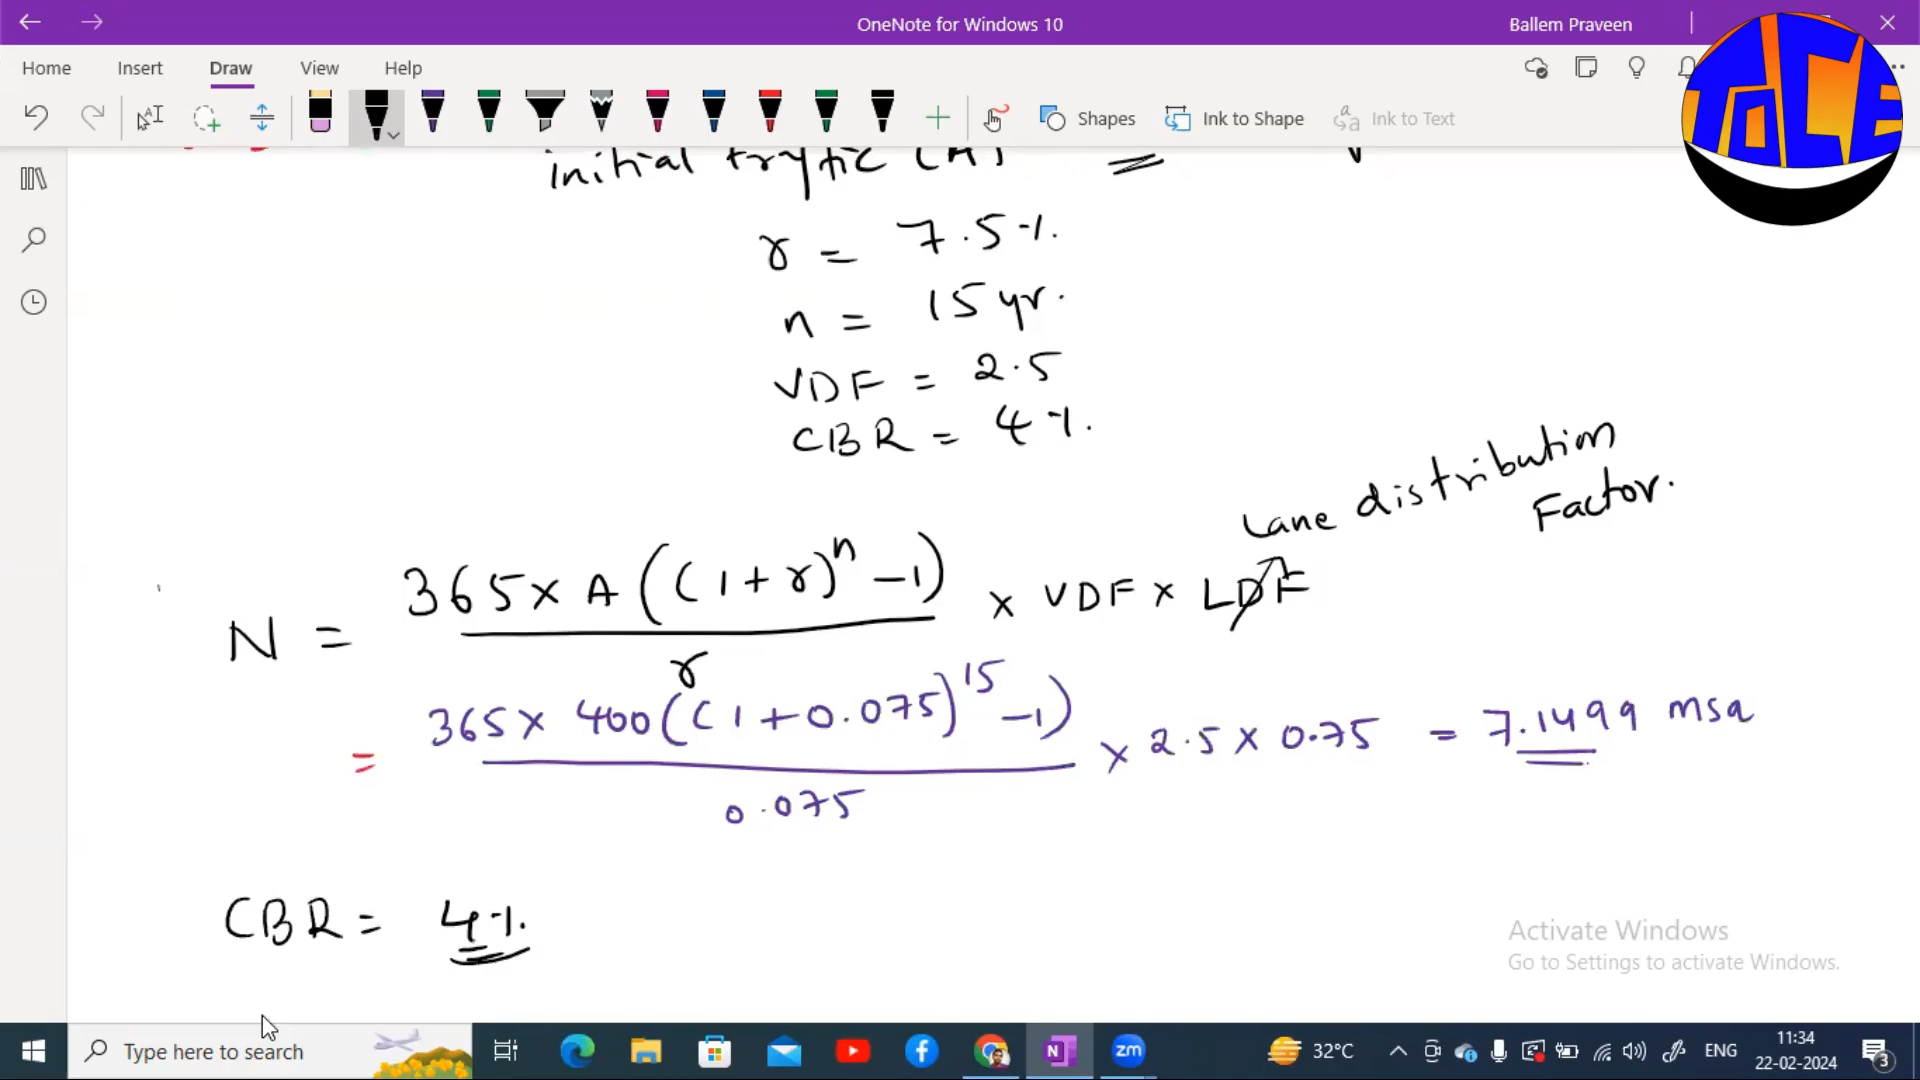 OneNote for Windows 10
Ballem Praveen
Home Insert Draw View Help
Shapes Ink to Shape Ink to Text
TOCE
initial traffic (A) =
r = 7.5%.
n = 15 yr.
VDF = 2.5
CBR = 4%.
Lane distribution
Factor.
N = 365 x A ((1+r)^n -1) x VDF x LDF
r
= 365 x 400 ((1+0.075)^15 -1) x 2.5 x 0.75 = 7.1499 msa
0.075
CBR = 4%.
Activate Windows
Go to Settings to activate Windows.
Type here to search
zm
32°C
ENG
11:34
22-02-2024
3